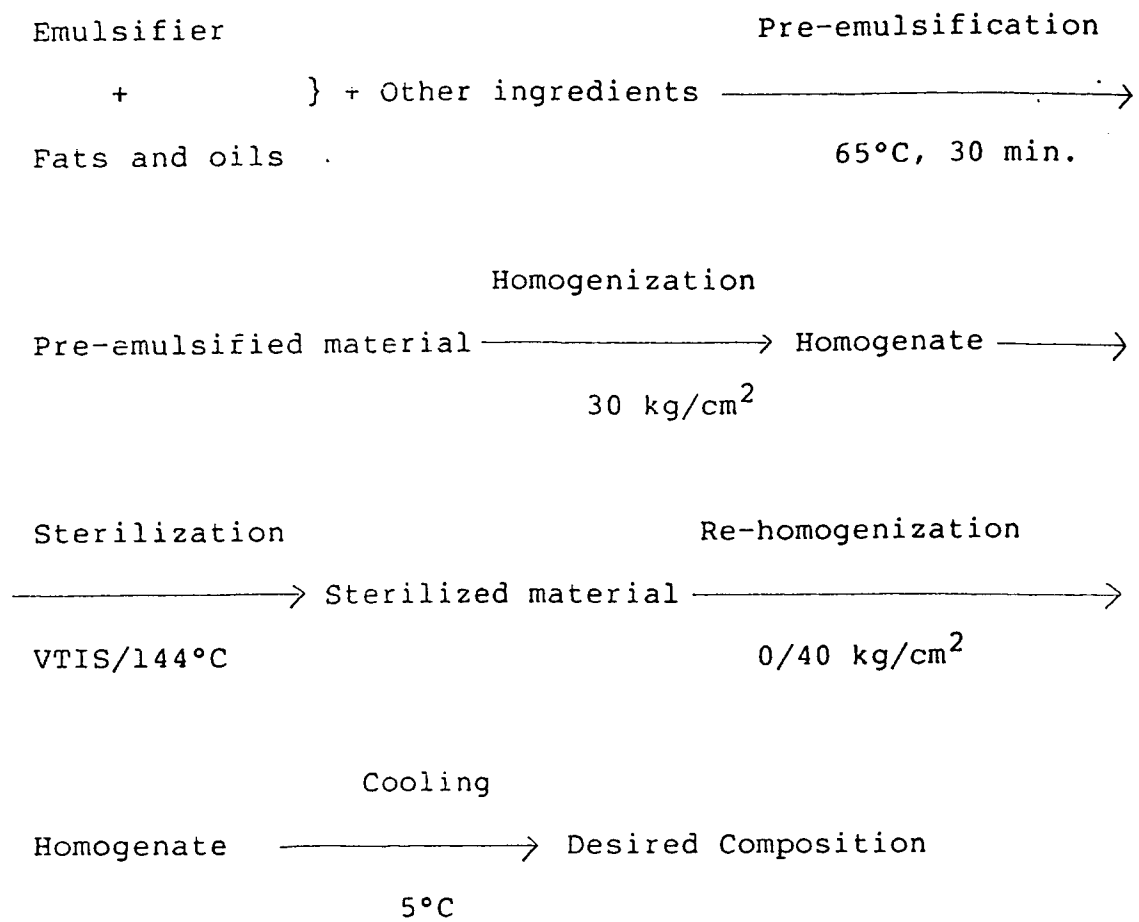 Emulsifier
Pre-emulsification
+ } + Other ingredients ⟶
Fats and oils
65°C, 30 min.
Homogenization
Pre-emulsified material ⟶ Homogenate ⟶
30 kg/cm²
Sterilization
Re-homogenization
⟶ Sterilized material ⟶
VTIS/144°C
0/40 kg/cm²
Cooling
Homogenate ⟶ Desired Composition
5°C